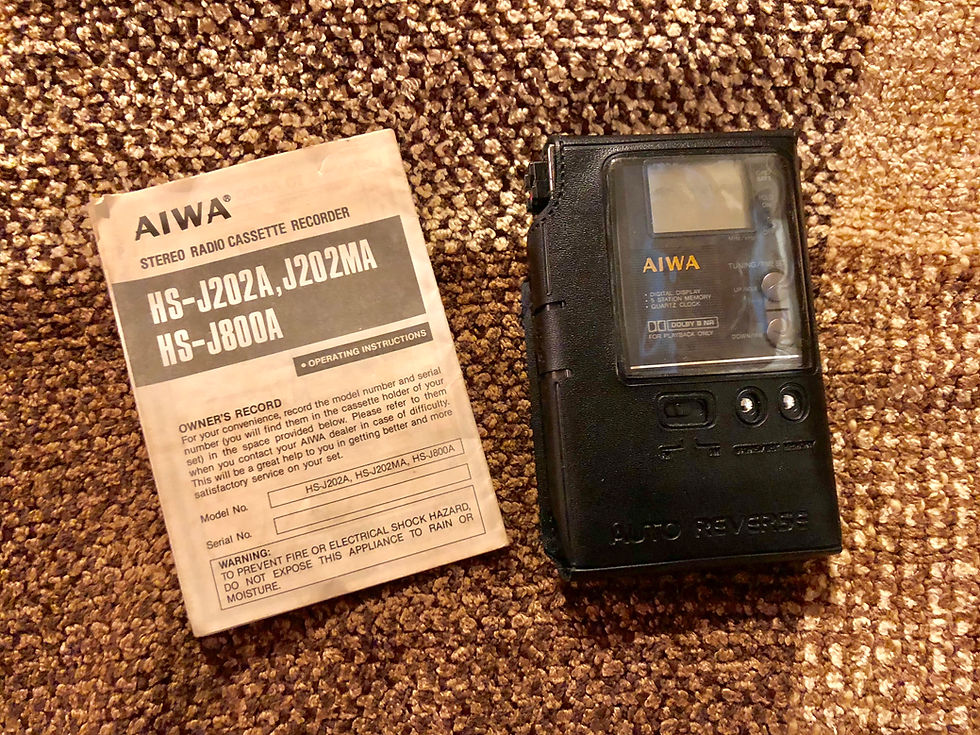 AIWA®
STEREO RADIO CASSETTE RECORDER
HS-J202A, J202MA
HS-J800A
• OPERATING INSTRUCTIONS
OWNER'S RECORD
For your convenience, record the model number and serial
number (you will find them in the cassette holder of your
set) in the space provided below. Please refer to them
when you contact your AIWA dealer in case of difficulty.
This will be a great help to you in getting better and more
satisfactory service on your set.
Model No. HS-J202A, HS-J202MA, HS-J800A
Serial No.
WARNING:
TO PREVENT FIRE OR ELECTRICAL SHOCK HAZARD,
DO NOT EXPOSE THIS APPLIANCE TO RAIN OR
MOISTURE.
AIWA
• DIGITAL DISPLAY
• 5 STATION MEMORY
• QUARTZ CLOCK
DOLBY B NR
FOR PLAYBACK ONLY
TUNING/TIME
AUTO REVERSE